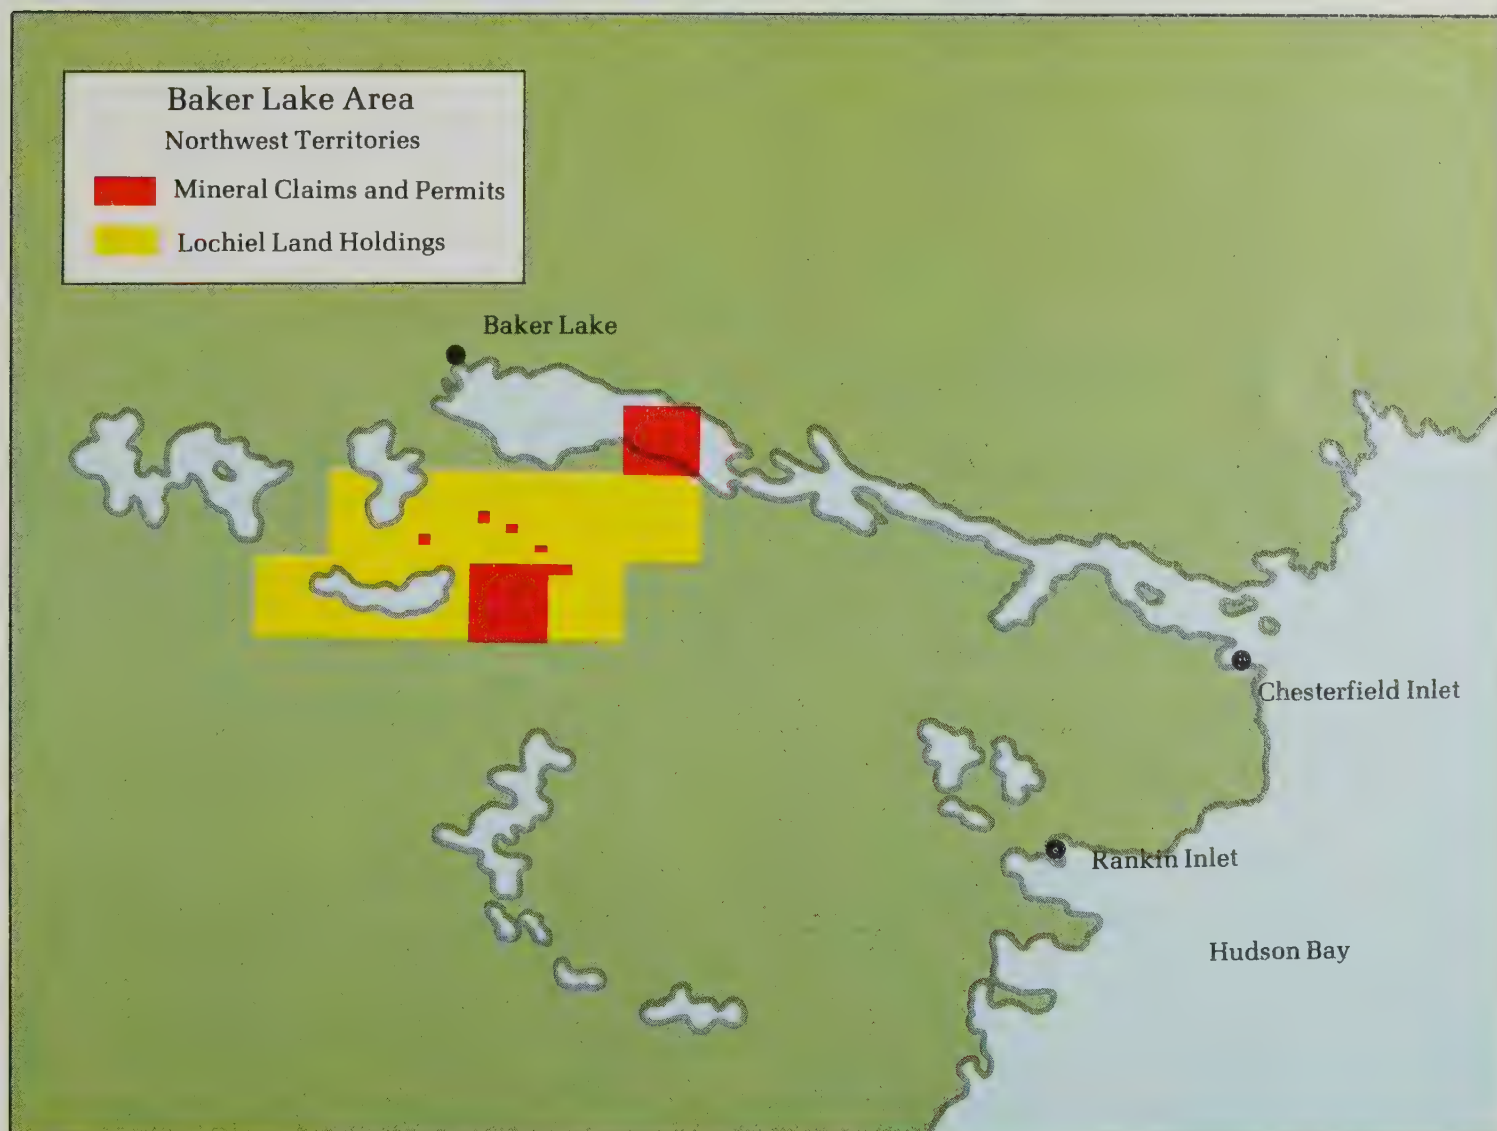 Baker Lake Area
Northwest Territories
Mineral Claims and Permits
Lochiel Land Holdings
Baker Lake
Chesterfield Inlet
Rankin Inlet
Hudson Bay